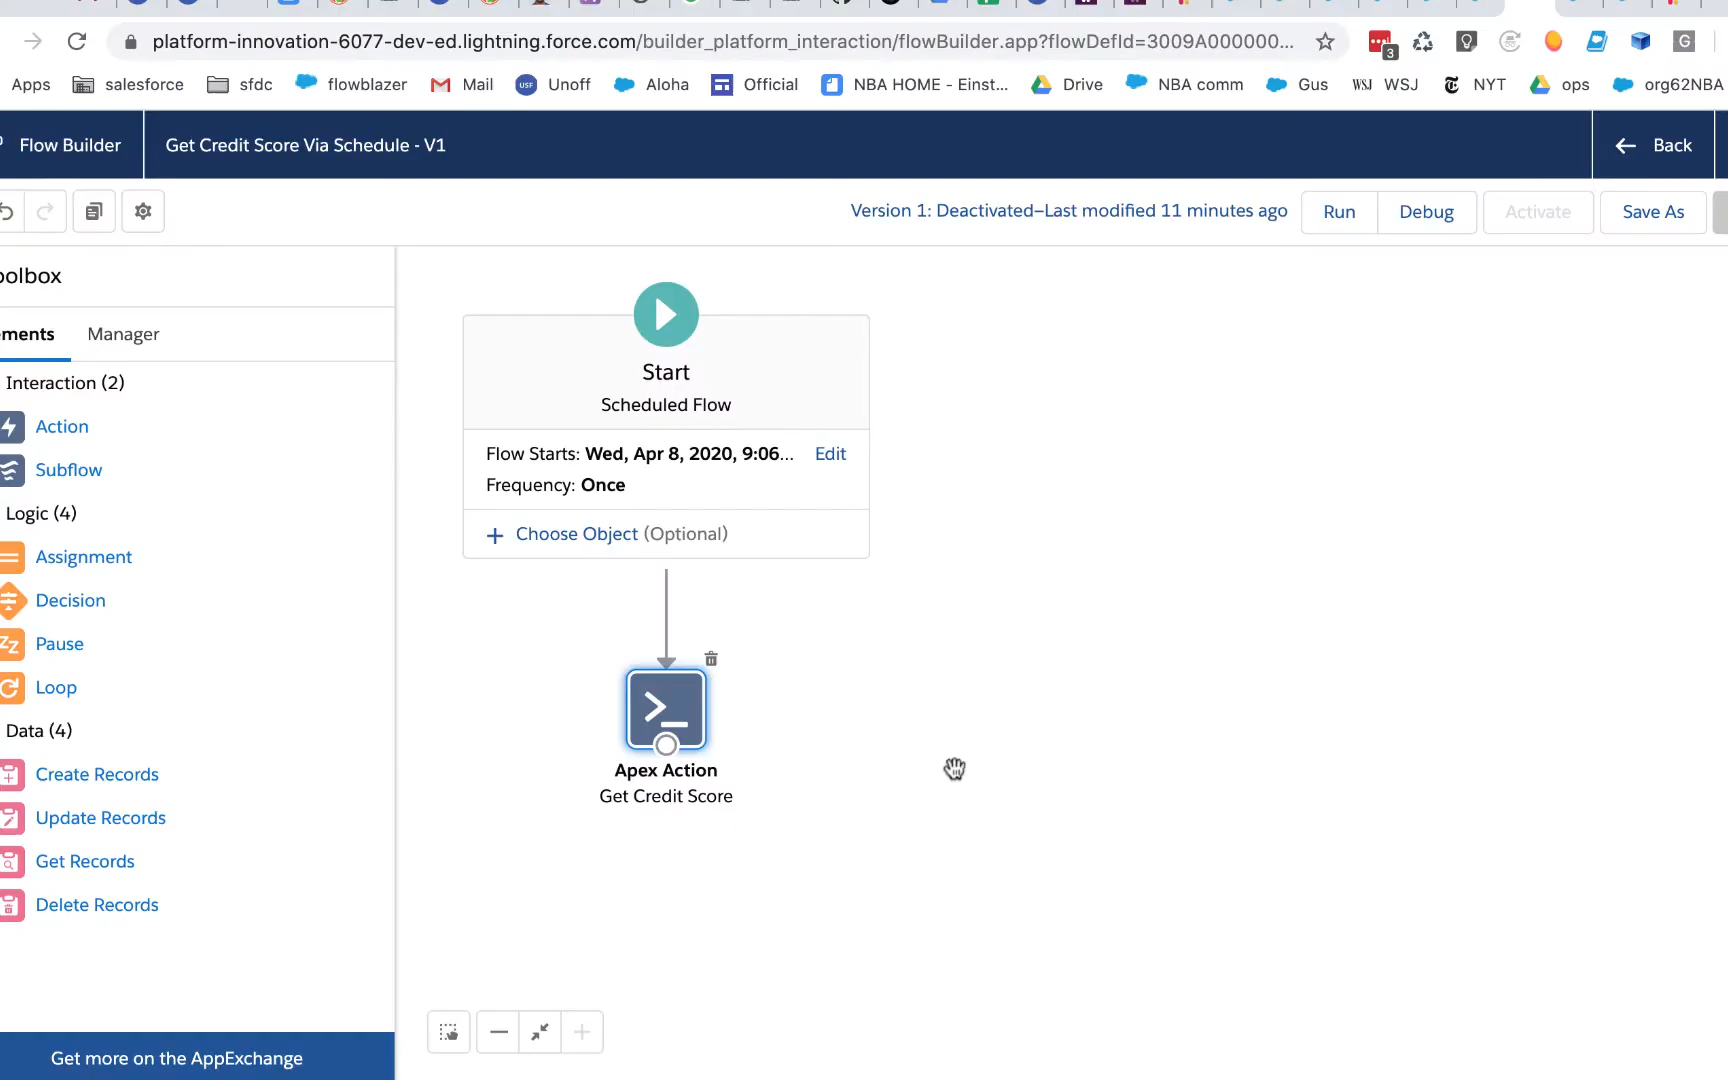 platform-innovation-6077-dev-ed.lightning.force.com/builder_platform_interaction/flowBuilder.app?flowDefId=3009A000000...
3
G
Apps salesforce sfdc flowblazer Mail USF Unoff Aloha Official NBA HOME - Einst... Drive NBA comm Gus WSJ WSJ NYT ops org62NBA
Flow Builder Get Credit Score Via Schedule - V1 Back
Version 1: Deactivated–Last modified 11 minutes ago Run Debug Activate Save As
oolbox
ements Manager
Interaction (2)
Action
Subflow
Logic (4)
Assignment
Decision
Pause
Loop
Data (4)
Create Records
Update Records
Get Records
Delete Records
Get more on the AppExchange
Start
Scheduled Flow
Flow Starts: Wed, Apr 8, 2020, 9:06... Edit
Frequency: Once
Choose Object (Optional)
Apex Action
Get Credit Score